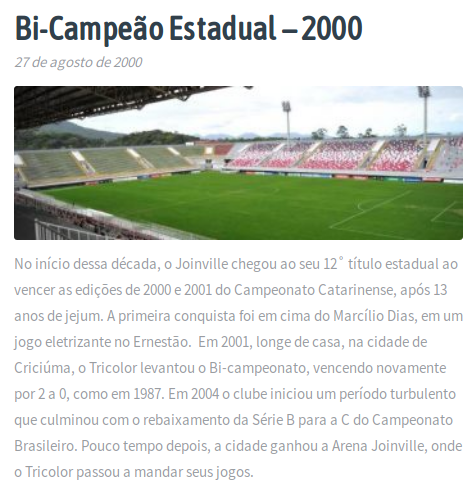 Bi-Campeão Estadual – 2000
27 de agosto de 2000
No início dessa década, o Joinville chegou ao seu 12˚ título estadual ao
vencer as edições de 2000 e 2001 do Campeonato Catarinense, após 13
anos de jejum. A primeira conquista foi em cima do Marcílio Dias, em um
jogo eletrizante no Ernestão.  Em 2001, longe de casa, na cidade de
Criciúma, o Tricolor levantou o Bi-campeonato, vencendo novamente
por 2 a 0, como em 1987. Em 2004 o clube iniciou um período turbulento
que culminou com o rebaixamento da Série B para a C do Campeonato
Brasileiro. Pouco tempo depois, a cidade ganhou a Arena Joinville, onde
o Tricolor passou a mandar seus jogos.